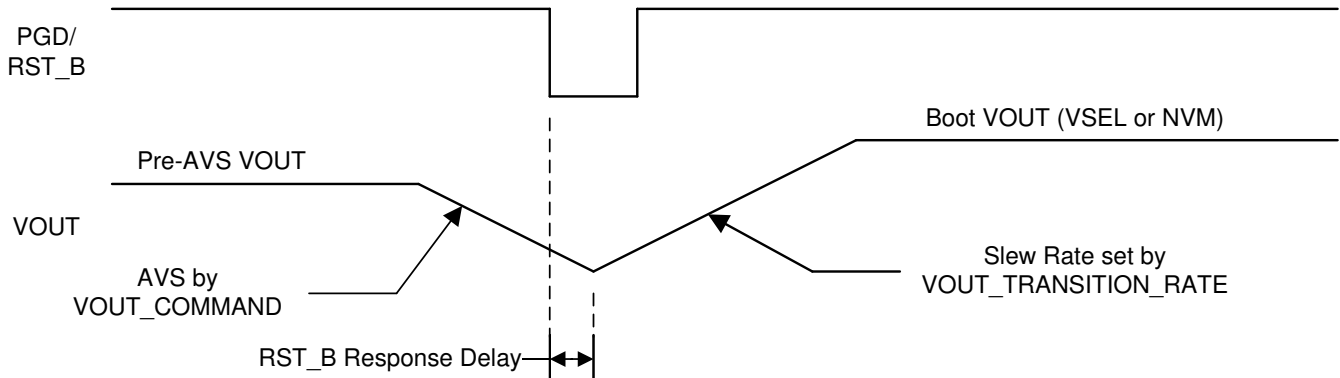 PGD/
RST_B
Boot VOUT (VSEL or NVM)
Pre-AVS VOUT
VOUT
AVS by
VOUT_COMMAND
Slew Rate set by
VOUT_TRANSITION_RATE
RST_B Response Delay